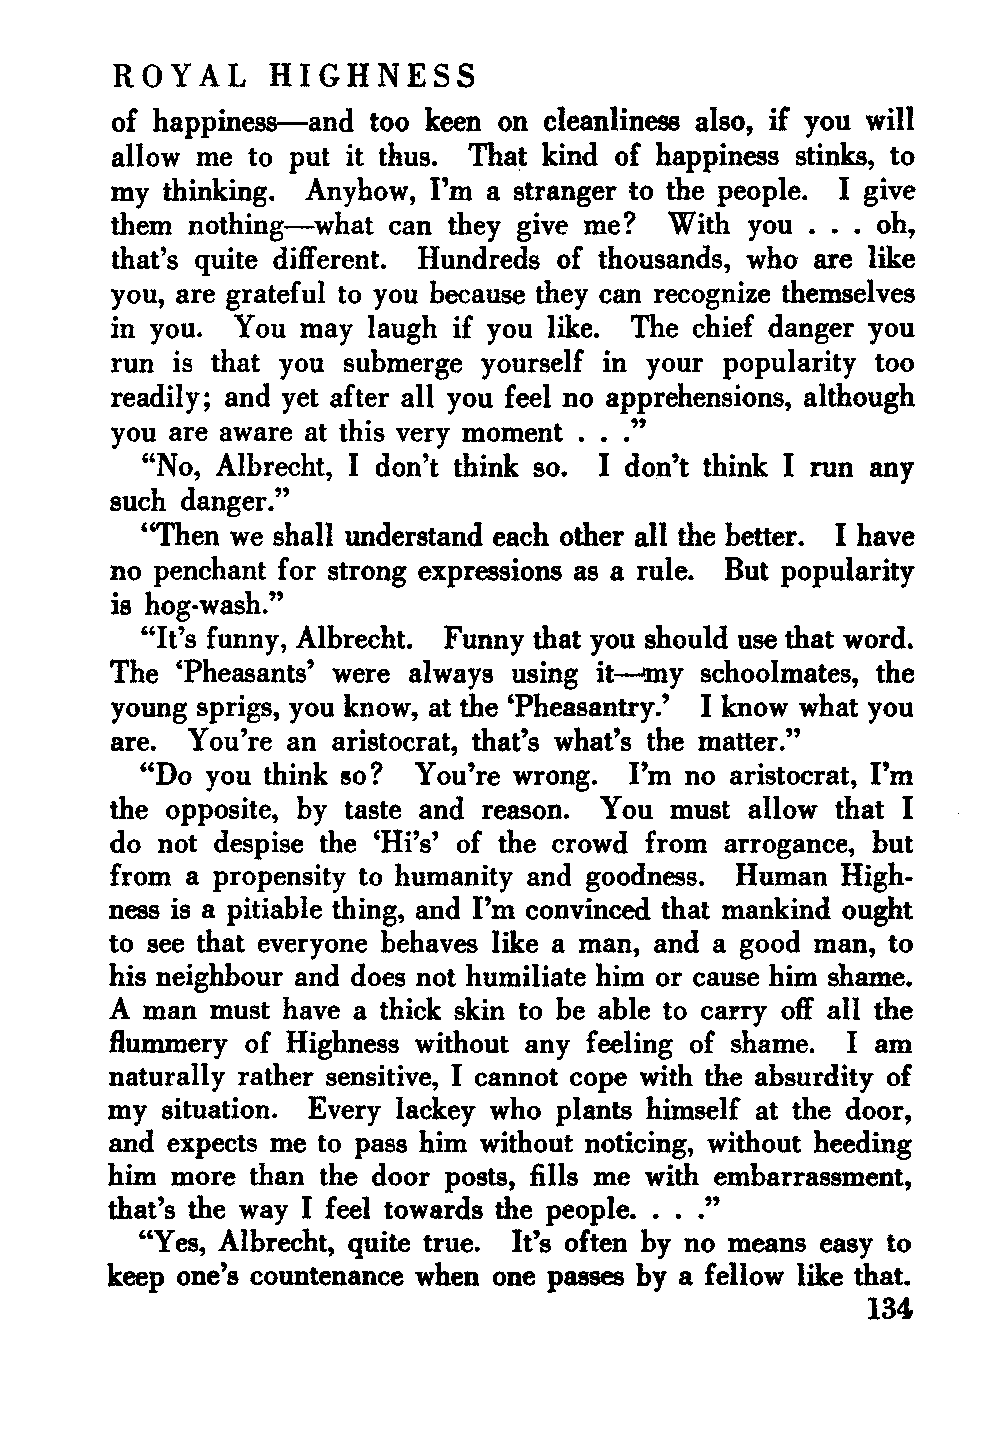 ROYAL HIGHNESS
of happiness—and too keen on cleanliness also, if you will
allow me to put it thus. That kind of happiness stinks, to
my thinking. Anyhow, I'm a stranger to the people. I give
them nothing—what can they give me? With you . . . oh,
that's quite different. Hundreds of thousands, who are like
you, are grateful to you because they can recognize themselves
in you. You may laugh if you like. The chief danger you
run is that you submerge yourself in your popularity too
readily; and yet after all you feel no apprehensions, although
you are aware at this very moment . . ."
"No, Albrecht, I don't think so. I don't think I run any
such danger."
"Then we shall understand each other all the better. I have
no penchant for strong expressions as a rule. But popularity
is hog-wash."
"It's funny, Albrecht. Funny that you should use that word.
The 'Pheasants' were always using it—my schoolmates, the
young sprigs, you know, at the 'Pheasantry.' I know what you
are. You're an aristocrat, that's what's the matter."
"Do you think so? You're wrong. I'm no aristocrat, I'm
the opposite, by taste and reason. You must allow that I
do not despise the 'Hi's' of the crowd from arrogance, but
from a propensity to humanity and goodness. Human High-
ness is a pitiable thing, and I'm convinced that mankind ought
to see that everyone behaves like a man, and a good man, to
his neighbour and does not humiliate him or cause him shame.
A man must have a thick skin to be able to carry off all the
flummery of Highness without any feeling of shame. I am
naturally rather sensitive, I cannot cope with the absurdity of
my situation. Every lackey who plants himself at the door,
and expects me to pass him without noticing, without heeding
him more than the door posts, fills me with embarrassment,
that's the way I feel towards the people. . . ."
"Yes, Albrecht, quite true. It's often by no means easy to
keep one's countenance when one passes by a fellow like that.
134